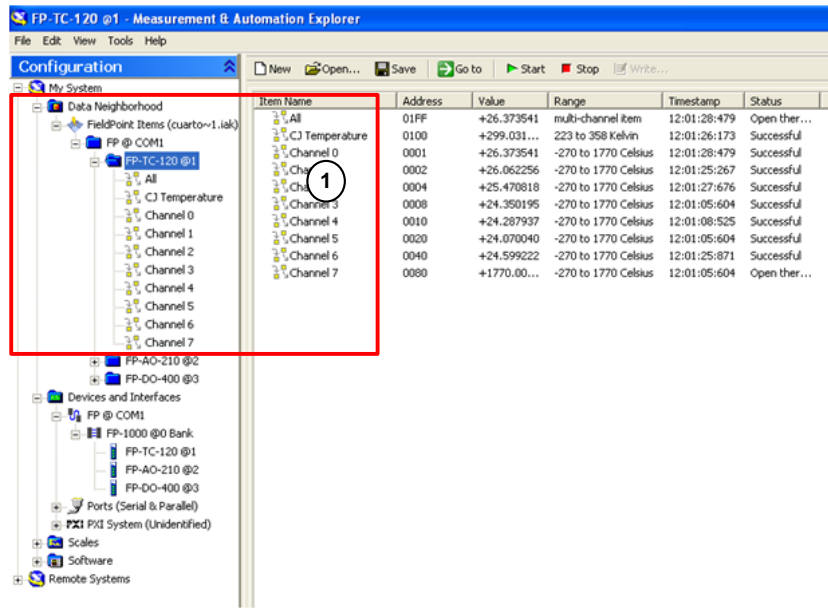 FP-TC-120 @1 - Measurement & Automation Explorer
File Edit View Tools Help
Configuration
New Open... Save Go to Start Stop Write...
My System
Data Neighborhood
FieldPoint Items (cuarto~1.iak)
FP @ COM1
FP-TC-120 @1
All
CJ Temperature
Channel 0
Channel 1
Channel 2
Channel 3
Channel 4
Channel 5
Channel 6
Channel 7
FP-AO-210 @2
FP-DO-400 @3
Devices and Interfaces
FP @ COM1
FP-1000 @0 Bank
FP-TC-120 @1
FP-AO-210 @2
FP-DO-400 @3
Ports (Serial & Parallel)
PXI PXI System (Unidentified)
Scales
Software
Remote Systems
Item Name Address Value Range Timestamp Status
All 01FF +26.373541 multi-channel item 12:01:28:479 Open ther...
CJ Temperature 0100 +299.031... 223 to 358 Kelvin 12:01:26:173 Successful
Channel 0 0001 +26.373541 -270 to 1770 Celsius 12:01:28:479 Successful
0002 +26.062256 -270 to 1770 Celsius 12:01:25:267 Successful
0004 +25.470818 -270 to 1770 Celsius 12:01:27:676 Successful
Channel 3 0008 +24.350195 -270 to 1770 Celsius 12:01:05:604 Successful
Channel 4 0010 +24.287937 -270 to 1770 Celsius 12:01:08:525 Successful
Channel 5 0020 +24.070040 -270 to 1770 Celsius 12:01:05:604 Successful
Channel 6 0040 +24.599222 -270 to 1770 Celsius 12:01:25:871 Successful
Channel 7 0080 +1770.00... -270 to 1770 Celsius 12:01:05:604 Open ther...
1